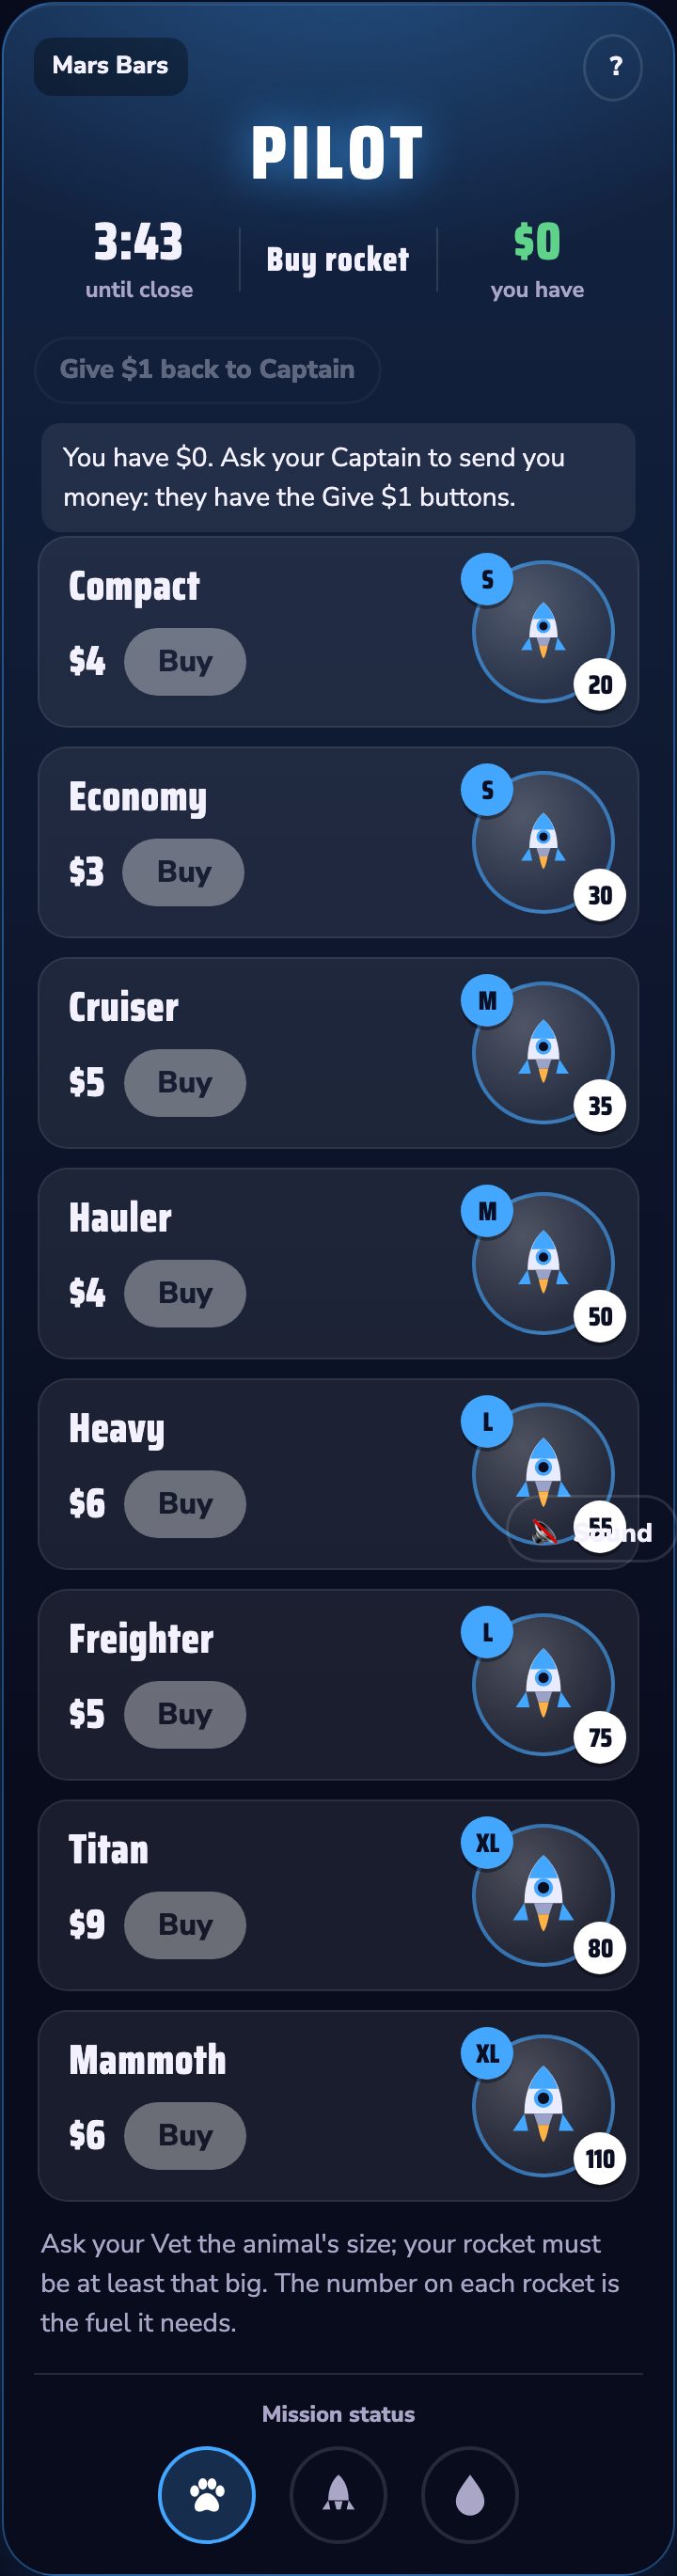 Mars Bars
?
PILOT
3:43
until close
Buy rocket
$0
you have
Give $1 back to Captain
You have $0. Ask your Captain to send you
money: they have the Give $1 buttons.
Compact
$4 Buy
S
20
Economy
$3 Buy
S
30
Cruiser
$5 Buy
M
35
Hauler
$4 Buy
M
50
Heavy
$6 Buy
L
55
Sound
Freighter
$5 Buy
L
75
Titan
$9 Buy
XL
80
Mammoth
$6 Buy
XL
110
Ask your Vet the animal's size; your rocket must
be at least that big. The number on each rocket is
the fuel it needs.
Mission status